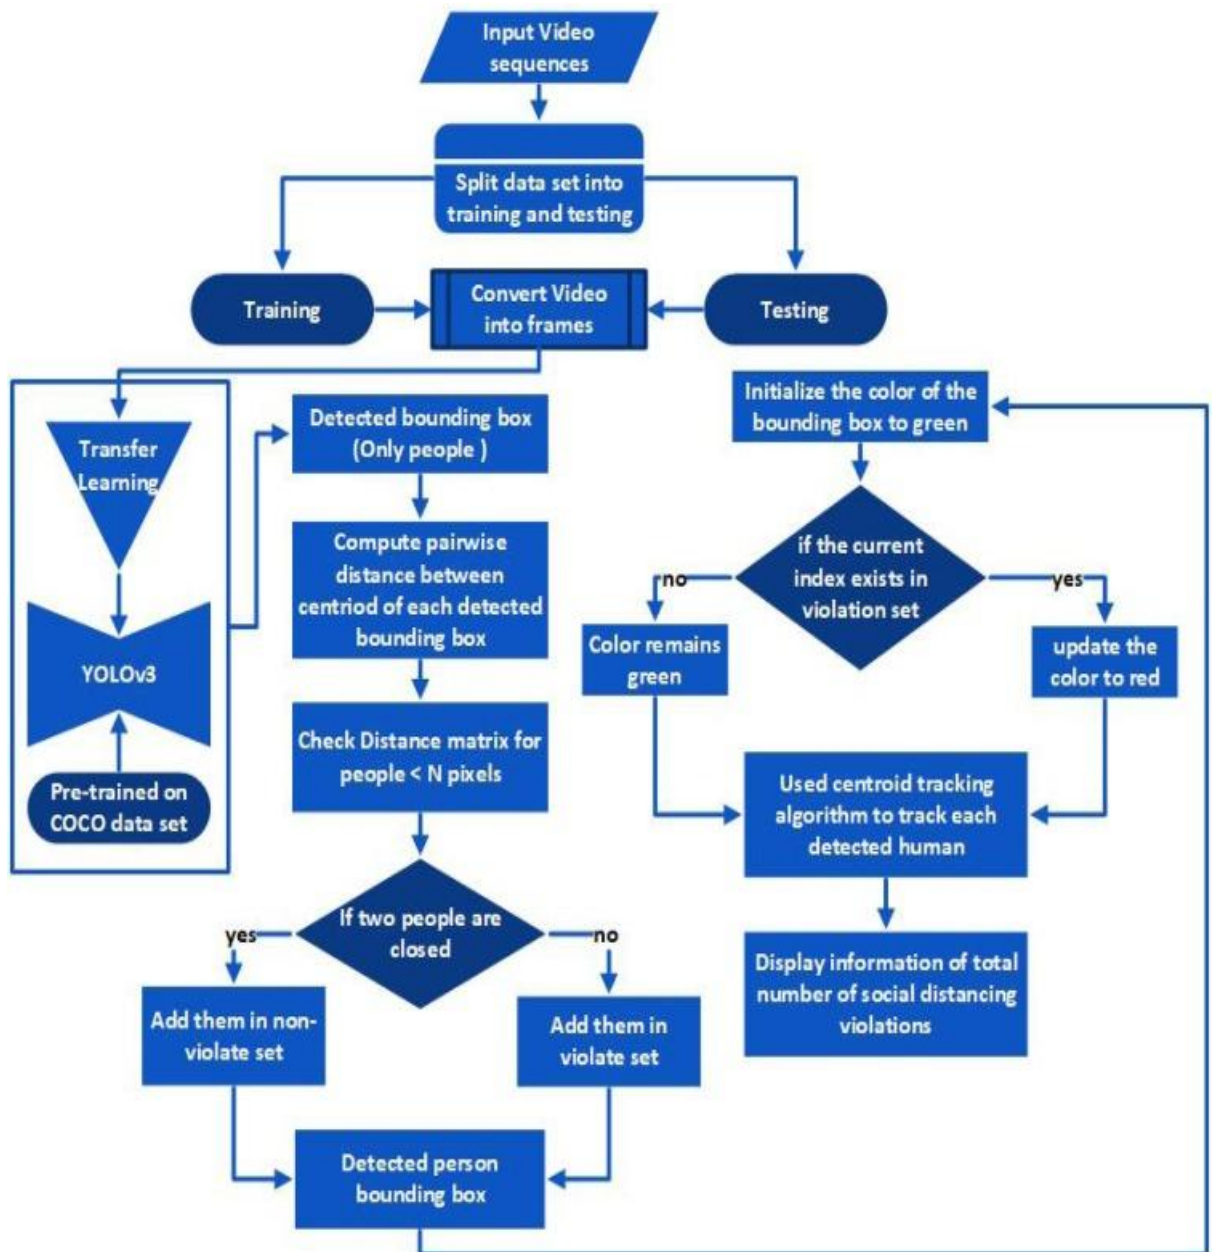 Input Video
sequences
Split data set into
training and testing
Training
Convert Video
into frames
Testing
Transfer
Learning
YOLOv3
Pre-trained on
COCO data set
Detected bounding box
(Only people )
Compute pairwise
distance between
centriod of each detected
bounding box
Check Distance matrix for
people < N pixels
If two people are
closed
yes
no
Add them in non-
violate set
Add them in
violate set
Detected person
bounding box
Initialize the color of the
bounding box to green
if the current
index exists in
violation set
no
yes
Color remains
green
update the
color to red
Used centroid tracking
algorithm to track each
detected human
Display information of total
number of social distancing
violations